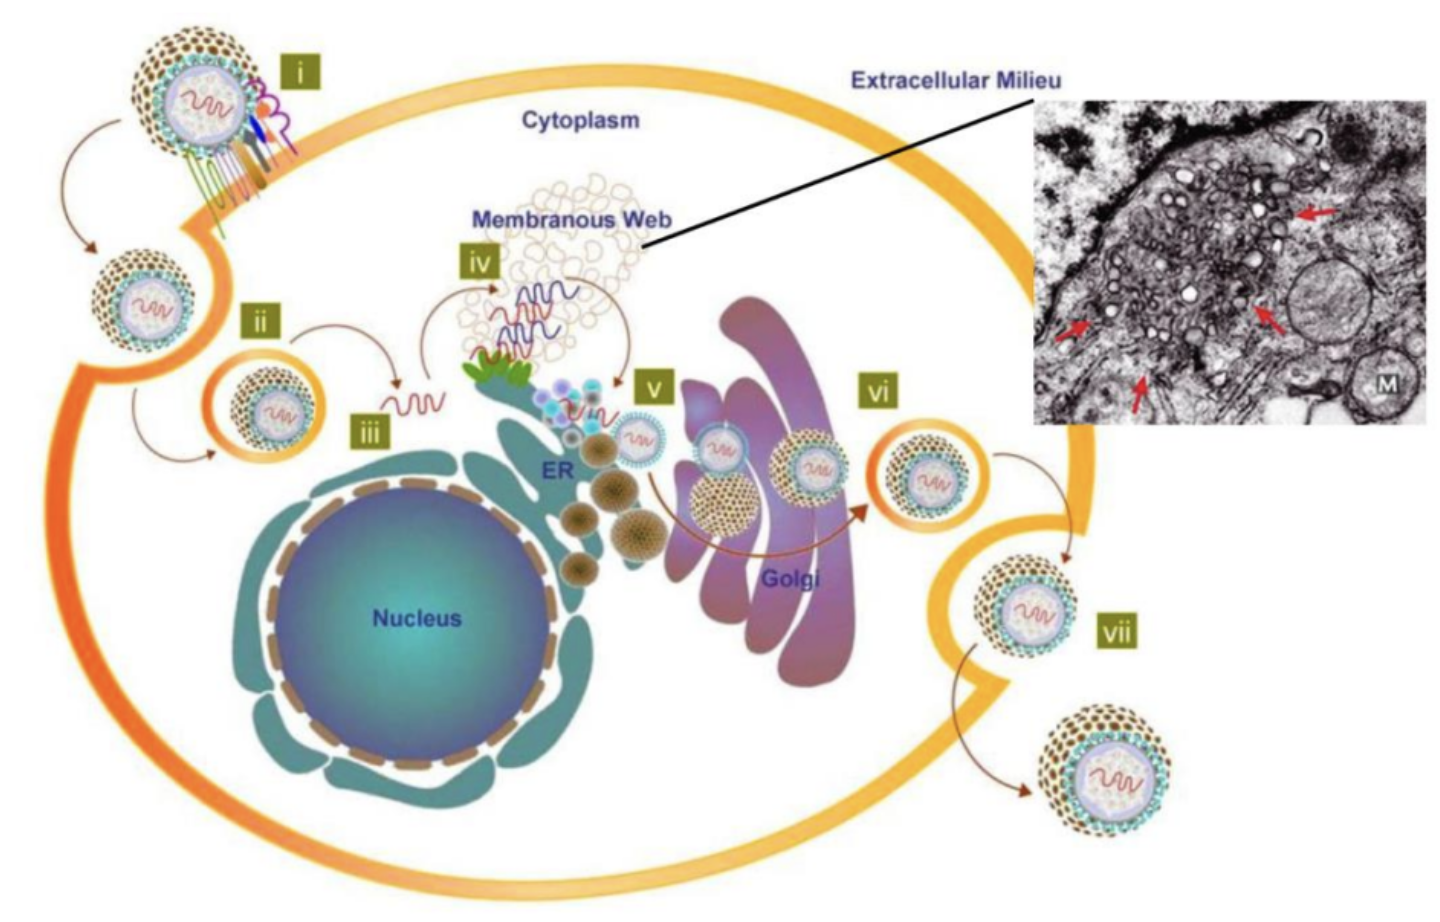 i
Extracellular Milieu
Cytoplasm
Membranous Web
iv
ii
v
vi
M
iii
ER
Golgi
Nucleus
vii